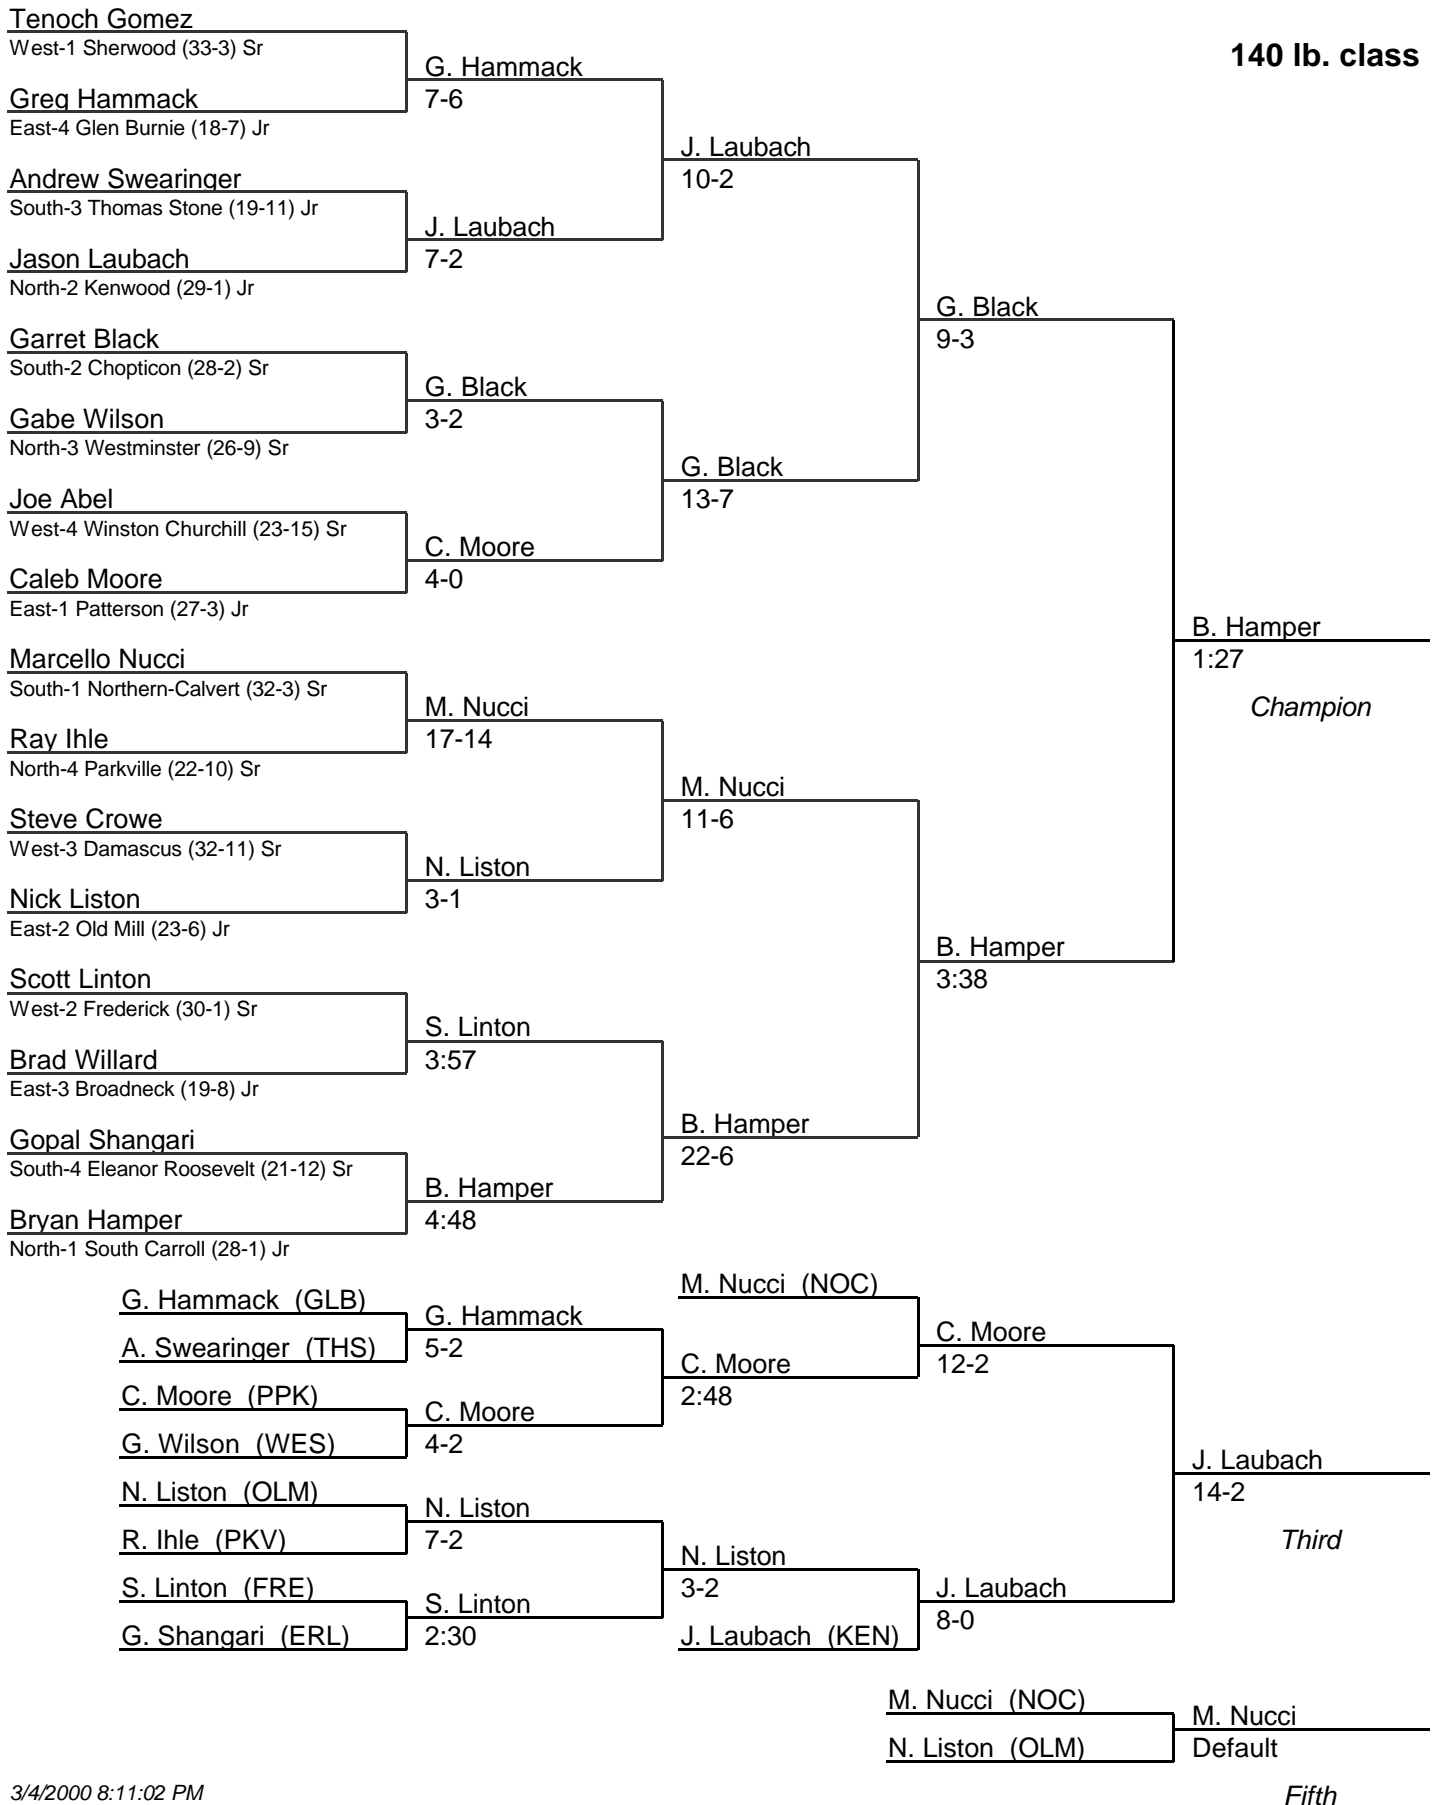 140 lb. class
Tenoch Gomez
West-1 Sherwood (33-3) Sr
G. Hammack
7-6
Greg Hammack
East-4 Glen Burnie (18-7) Jr
J. Laubach
10-2
Andrew Swearinger
South-3 Thomas Stone (19-11) Jr
J. Laubach
7-2
Jason Laubach
North-2 Kenwood (29-1) Jr
G. Black
9-3
Garret Black
South-2 Chopticon (28-2) Sr
G. Black
3-2
Gabe Wilson
North-3 Westminster (26-9) Sr
G. Black
13-7
Joe Abel
West-4 Winston Churchill (23-15) Sr
C. Moore
4-0
Caleb Moore
East-1 Patterson (27-3) Jr
B. Hamper
1:27
Champion
Marcello Nucci
South-1 Northern-Calvert (32-3) Sr
M. Nucci
17-14
Ray Ihle
North-4 Parkville (22-10) Sr
M. Nucci
11-6
Steve Crowe
West-3 Damascus (32-11) Sr
N. Liston
3-1
Nick Liston
East-2 Old Mill (23-6) Jr
B. Hamper
3:38
Scott Linton
West-2 Frederick (30-1) Sr
S. Linton
3:57
Brad Willard
East-3 Broadneck (19-8) Jr
B. Hamper
22-6
Gopal Shangari
South-4 Eleanor Roosevelt (21-12) Sr
B. Hamper
4:48
Bryan Hamper
North-1 South Carroll (28-1) Jr
G. Hammack (GLB)
G. Hammack
5-2
A. Swearinger (THS)
M. Nucci (NOC)
C. Moore
12-2
C. Moore
2:48
C. Moore (PPK)
C. Moore
4-2
G. Wilson (WES)
J. Laubach
14-2
Third
N. Liston (OLM)
N. Liston
7-2
R. Ihle (PKV)
N. Liston
3-2
J. Laubach
8-0
S. Linton (FRE)
S. Linton
2:30
G. Shangari (ERL)
J. Laubach (KEN)
M. Nucci (NOC)
M. Nucci
Default
N. Liston (OLM)
Fifth
3/4/2000 8:11:02 PM